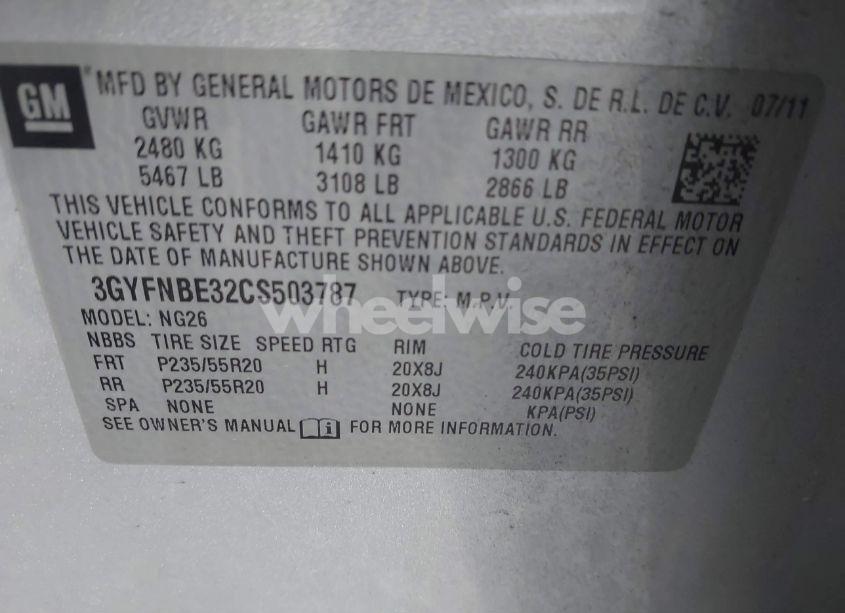 GM
MFD BY GENERAL MOTORS DE MEXICO, S. DE R.L. DE C.V. 07/11
GVWR GAWR FRT GAWR RR
2480 KG 1410 KG 1300 KG
5467 LB 3108 LB 2866 LB
THIS VEHICLE CONFORMS TO ALL APPLICABLE U.S. FEDERAL MOTOR
VEHICLE SAFETY AND THEFT PREVENTION STANDARDS IN EFFECT ON
THE DATE OF MANUFACTURE SHOWN ABOVE.
3GYFNBE32CS503787 TYPE: M.P.V.
wheelwise
MODEL: NG26
NBBS TIRE SIZE SPEED RTG RIM COLD TIRE PRESSURE
FRT P235/55R20 H 20X8J 240KPA(35PSI)
RR P235/55R20 H 20X8J 240KPA(35PSI)
SPA NONE NONE KPA(PSI)
SEE OWNER'S MANUAL FOR MORE INFORMATION.